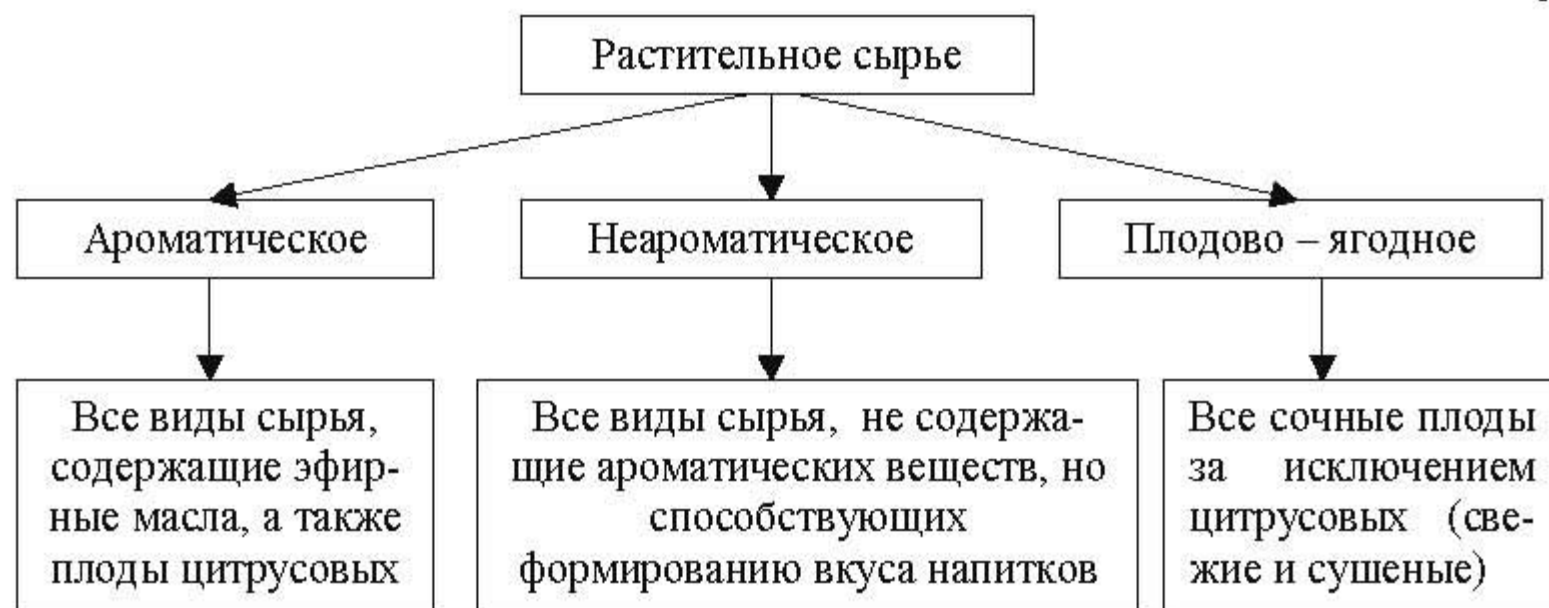 Растительное сырье
Ароматическое
Неароматическое
Плодово – ягодное
Все виды сырья,
содержащие эфир-
ные масла, а также
плоды цитрусовых
Все виды сырья, не содержа-
щие ароматических веществ, но
способствующих
формированию вкуса напитков
Все сочные плоды
за исключением
цитрусовых (све-
жие и сушеные)